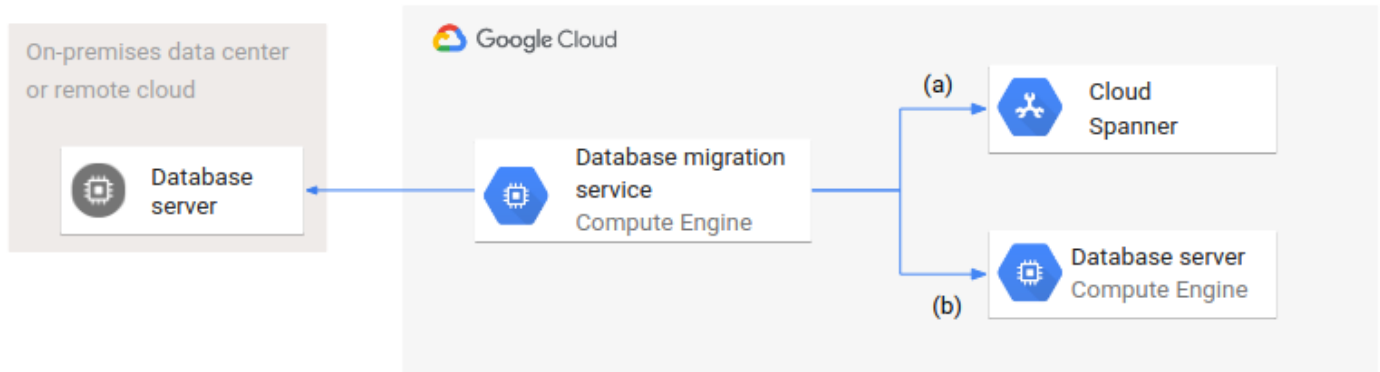 On-premises data center
or remote cloud
Database
server
Google Cloud
Database migration
service
Compute Engine
(a)
Cloud
Spanner
Database server
Compute Engine
(b)